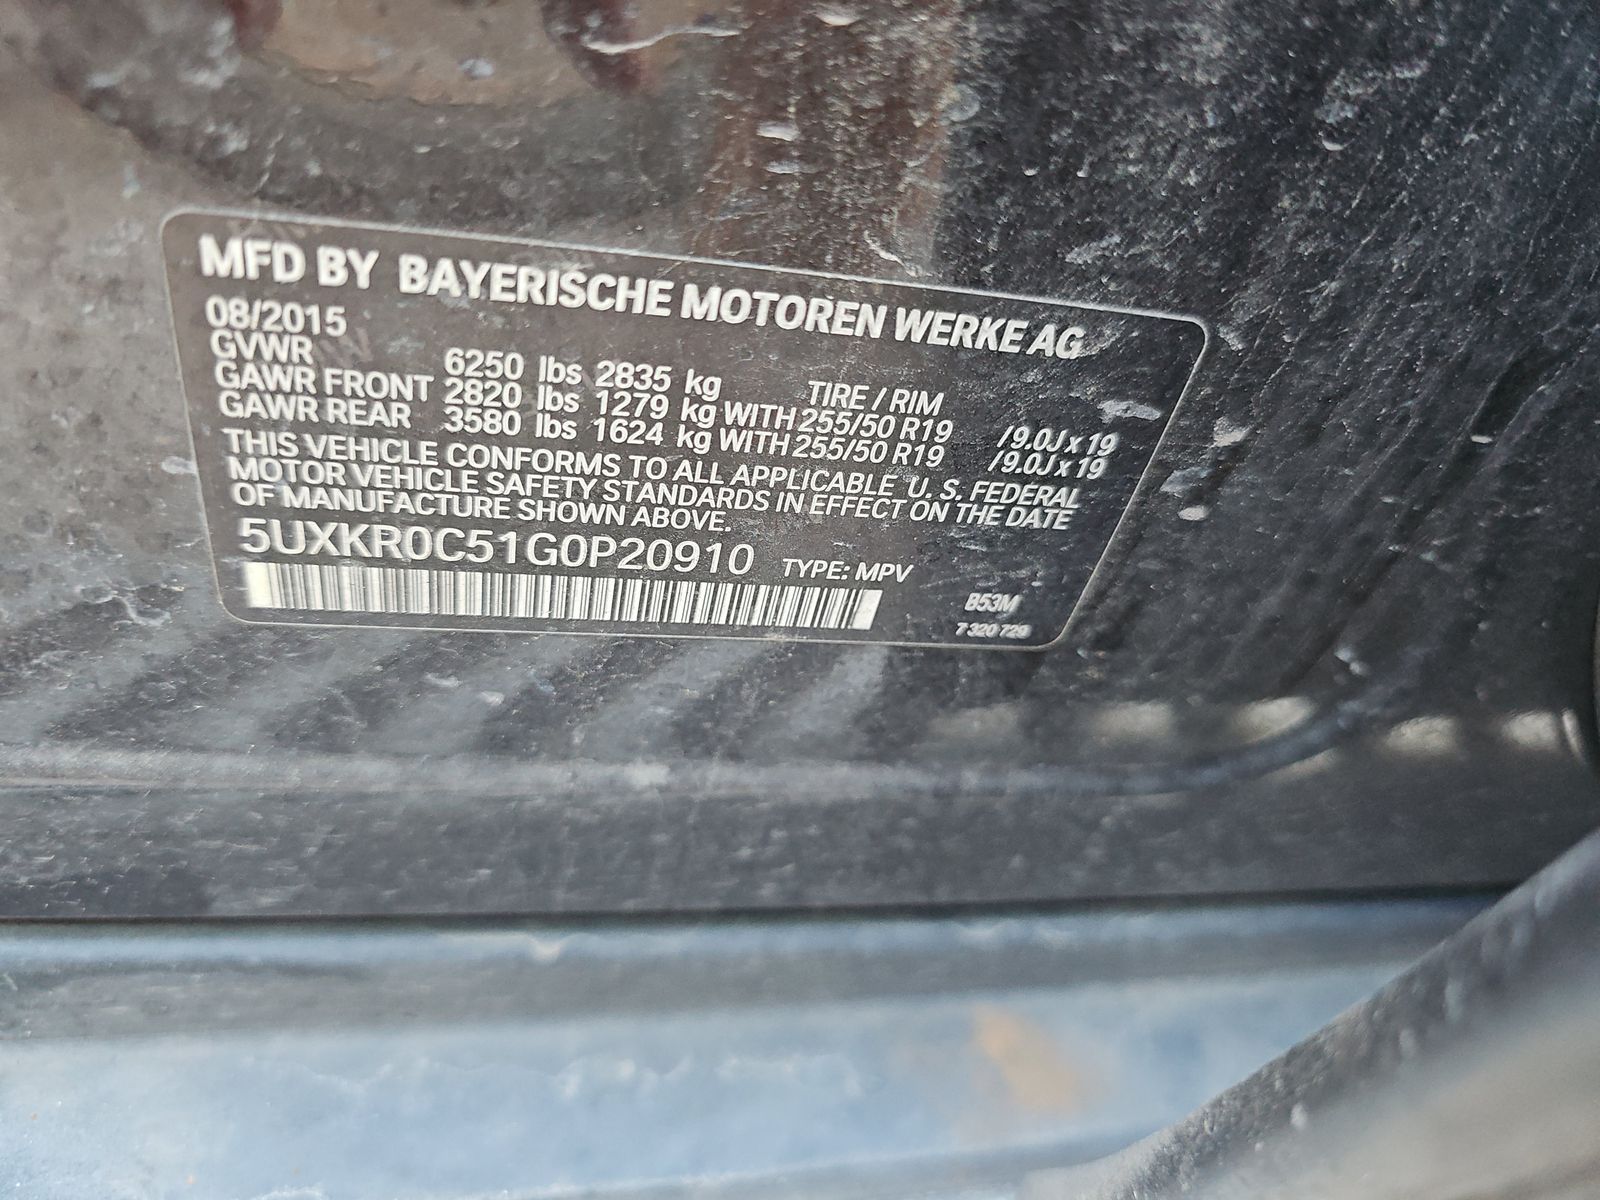 MFD BY BAYERISCHE MOTOREN WERKE AG
08/2015
GVWR 6250 lbs 2835 kg TIRE / RIM
GAWR FRONT 2820 lbs 1279 kg WITH 255/50 R19 / 9.0J x 19
GAWR REAR 3580 lbs 1624 kg WITH 255/50 R19 / 9.0J x 19
THIS VEHICLE CONFORMS TO ALL APPLICABLE U. S. FEDERAL
MOTOR VEHICLE SAFETY STANDARDS IN EFFECT ON THE DATE
OF MANUFACTURE SHOWN ABOVE.
5UXKR0C51G0P20910 TYPE: MPV
B53M
7 320 729